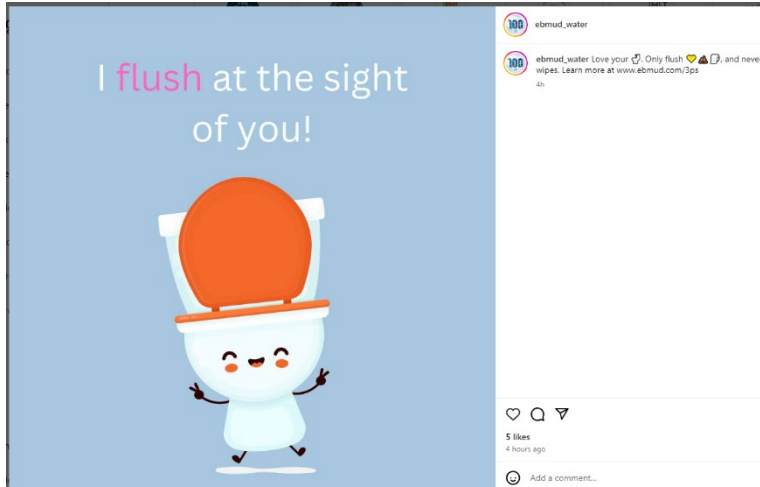 I flush at the sight
of you!
ebmud_water
ebmud_water Love your 🚽. Only flush 💛 💩 🧻. and never
wipes. Learn more at www.ebmud.com/3ps
4h
5 likes
4 hours ago
Add a comment...